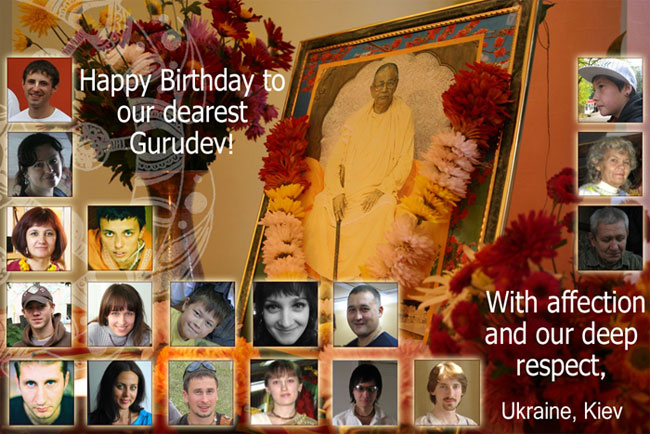 Happy Birthday to
our dearest
Gurudev!
With affection
and our deep
respect,
Ukraine, Kiev